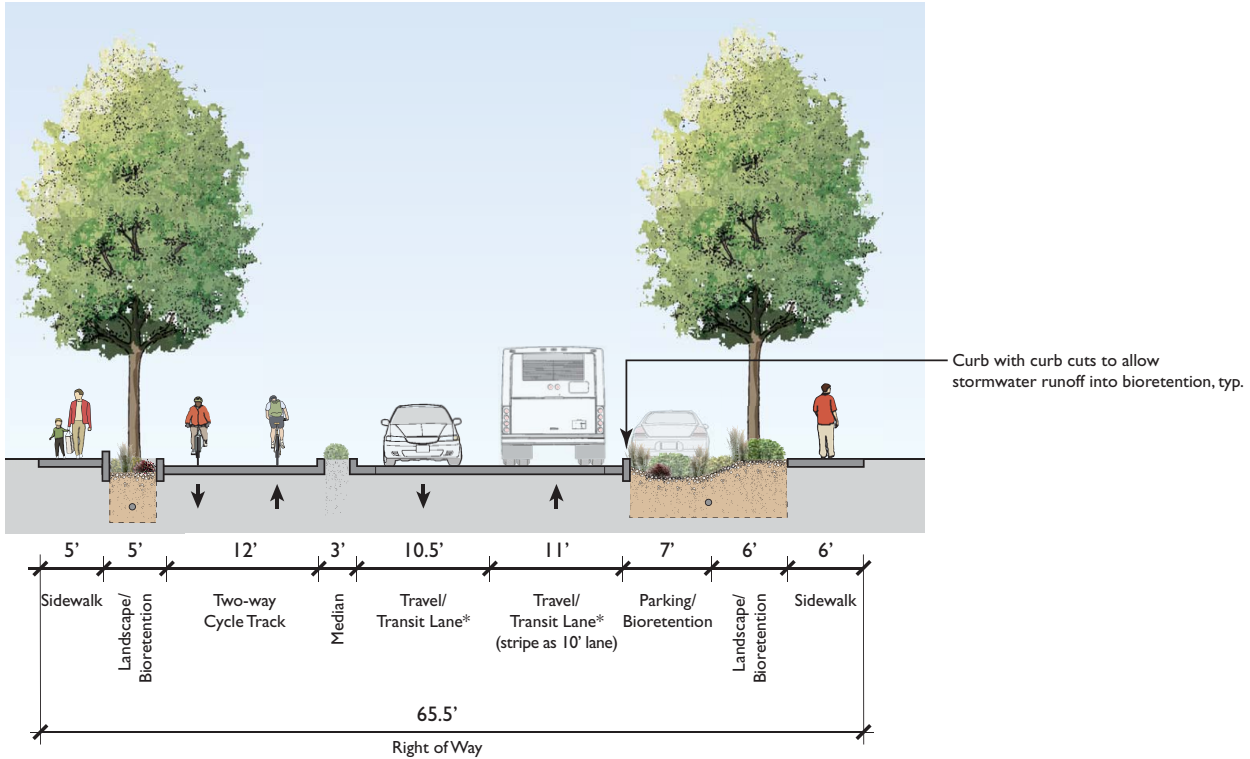 Curb with curb cuts to allow
stormwater runoff into bioretention, typ.
5’
5’
12’
3’
10.5’
11’
7’
6’
6’
Sidewalk
Landscape/
Bioretention
Two-way
Cycle Track
Median
Travel/
Transit Lane*
Travel/
Transit Lane*
(stripe as 10’ lane)
Parking/
Bioretention
Landscape/
Bioretention
Sidewalk
65.5’
Right of Way